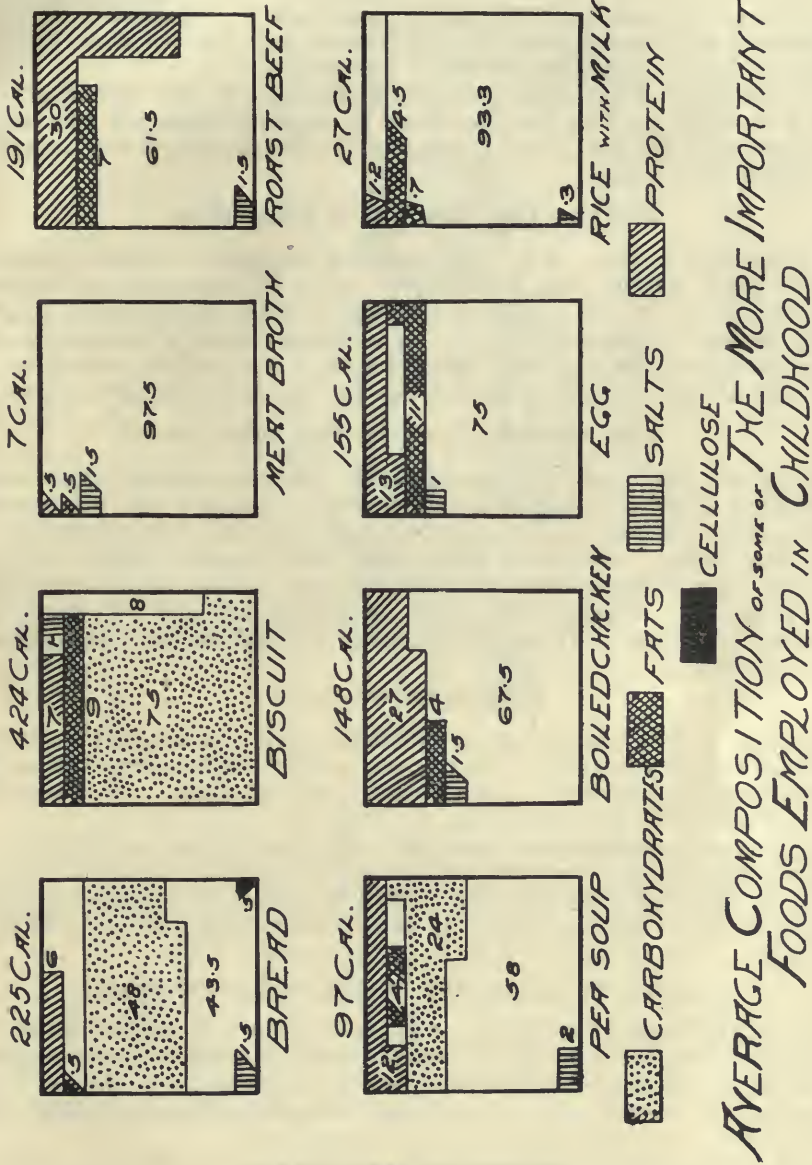 225 CAL.
6
.5
48
43.5
1.5
.5
BREAD
424 CAL.
7
1
9
8
75
BISCUIT
7 CAL.
.5
.5
1.5
97.5
MEAT BROTH
191 CAL.
30
7
61.5
1.5
ROAST BEEF
97 CAL.
12
4
24
58
2
PEA SOUP
148 CAL.
27
4
1.5
67.5
BOILED CHICKEN
155 CAL.
13
11
1
75
EGG
27 CAL.
1.2
4.5
.7
93.3
.3
RICE WITH MILK
CARBOHYDRATES FATS SALTS PROTEIN
CELLULOSE
AVERAGE COMPOSITION OF SOME OF THE MORE IMPORTANT
FOODS EMPLOYED IN CHILDHOOD